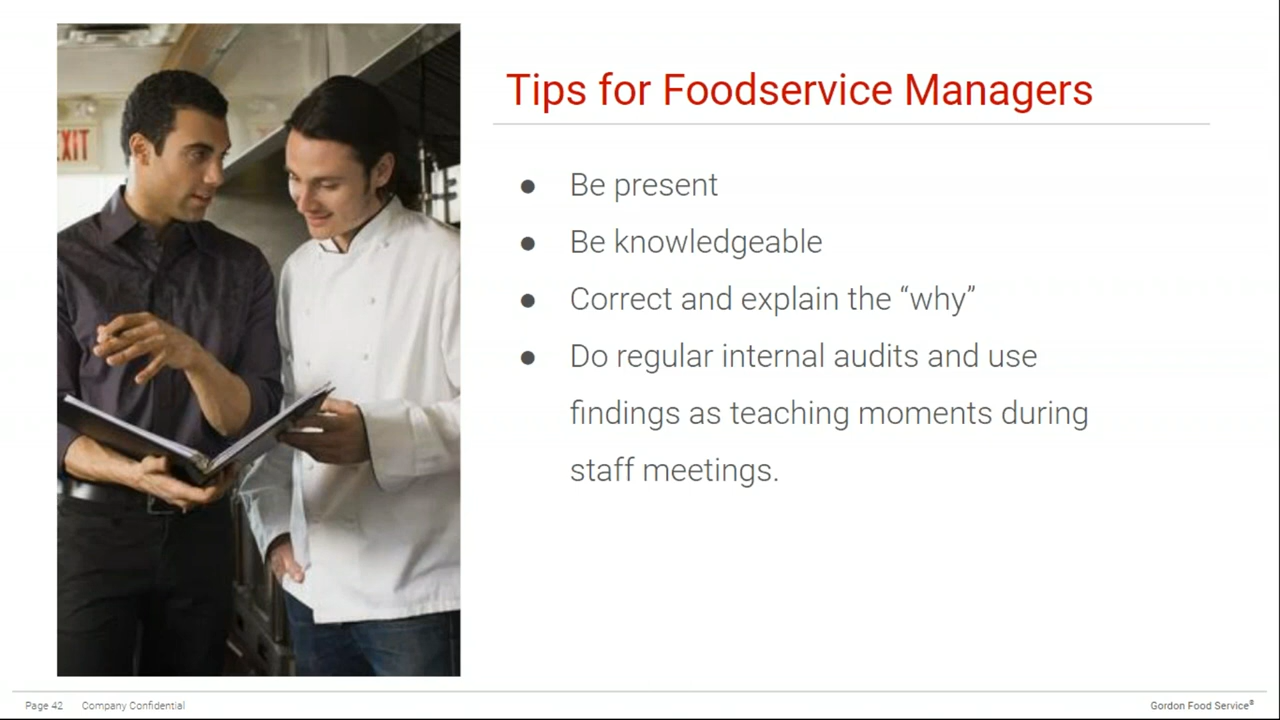 EXIT
Tips for Foodservice Managers
● Be present
● Be knowledgeable
● Correct and explain the “why”
● Do regular internal audits and use
findings as teaching moments during
staff meetings.
Page 42 Company Confidential
Gordon Food Service®